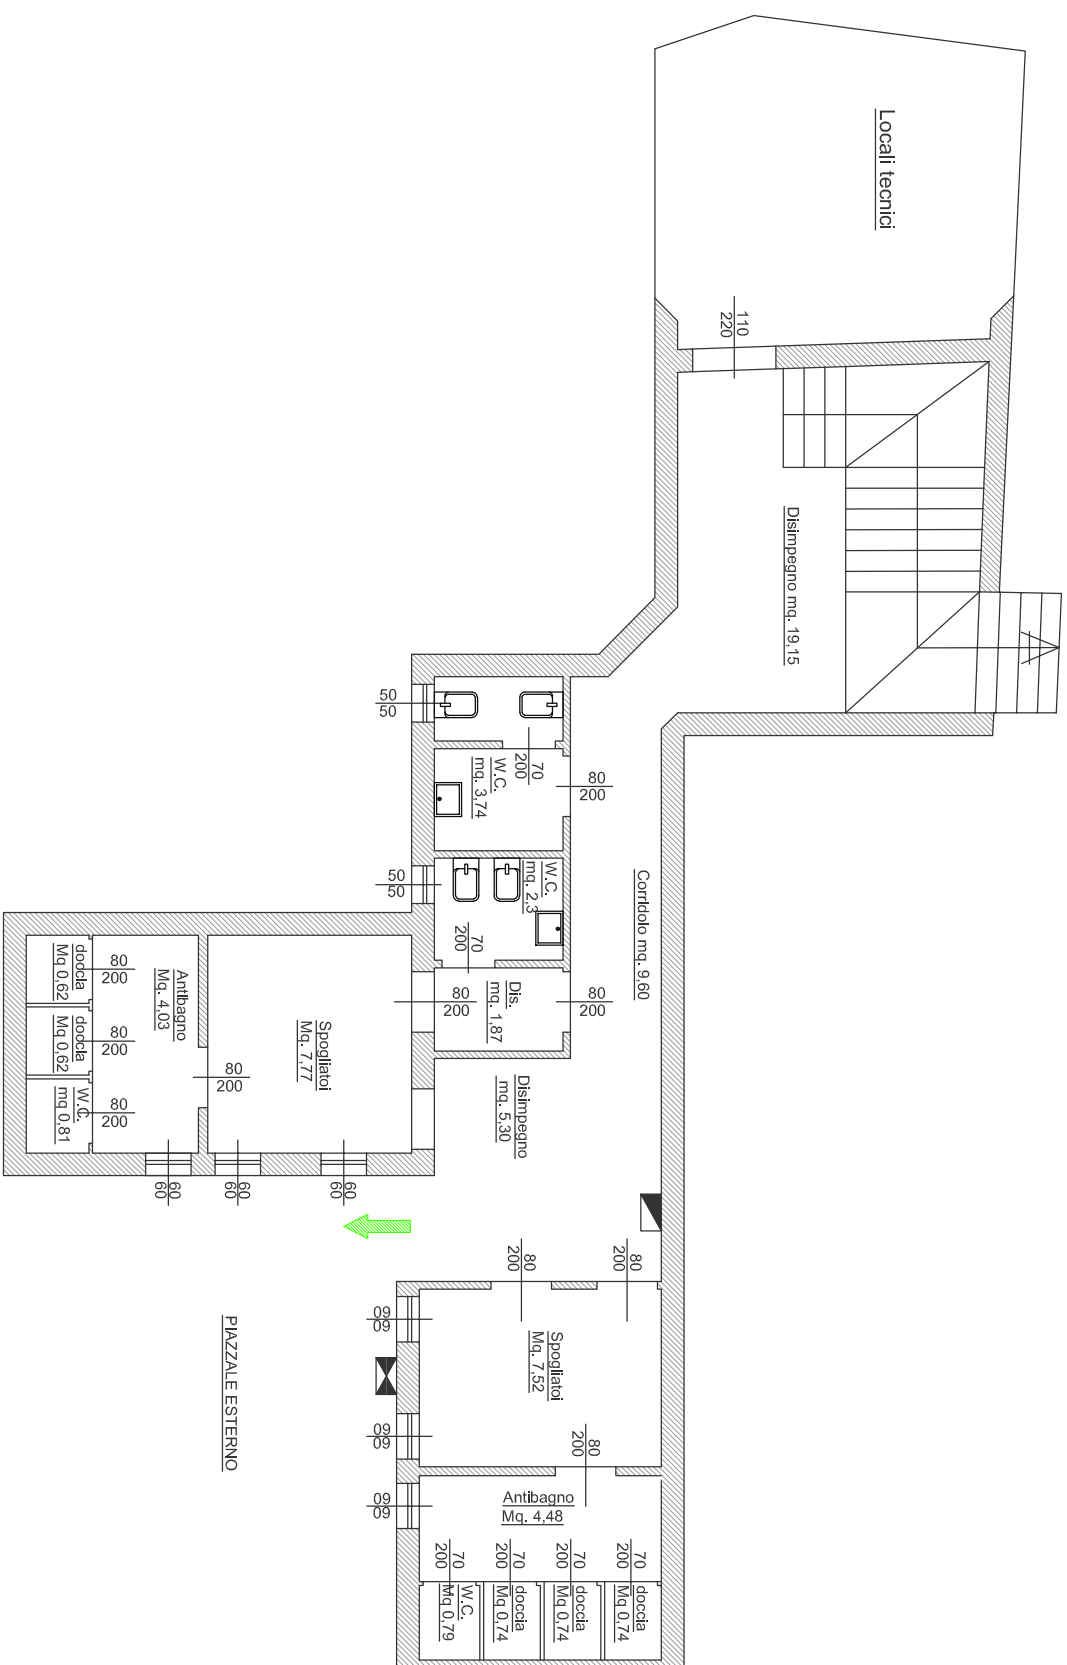 Locali tecnici
110
220
Disimpegno mq. 19,15
50
50
70
200
W.C.
mq. 3,74
80
200
50
50
W.C.
mq. 2,3
70
200
Corridoio mq. 9,60
80
200
Dis.
mq. 1,87
80
200
doccia
Mq 0,62
80
200
Antibagno
Mq. 4,03
doccia
Mq 0,62
80
200
Spogliatoi
Mq. 7,77
80
200
W.C.
mq 0,81
80
200
Disimpegno
mq. 5,30
60
60
60
60
60
60
80
200
80
200
60
60
PIAZZALE ESTERNO
Spogliatoi
Mq. 7,52
60
60
80
200
60
60
Antibagno
Mq. 4,48
70
200
70
200
70
200
70
200
W.C.
Mq 0,79
doccia
Mq 0,74
doccia
Mq 0,74
doccia
Mq 0,74